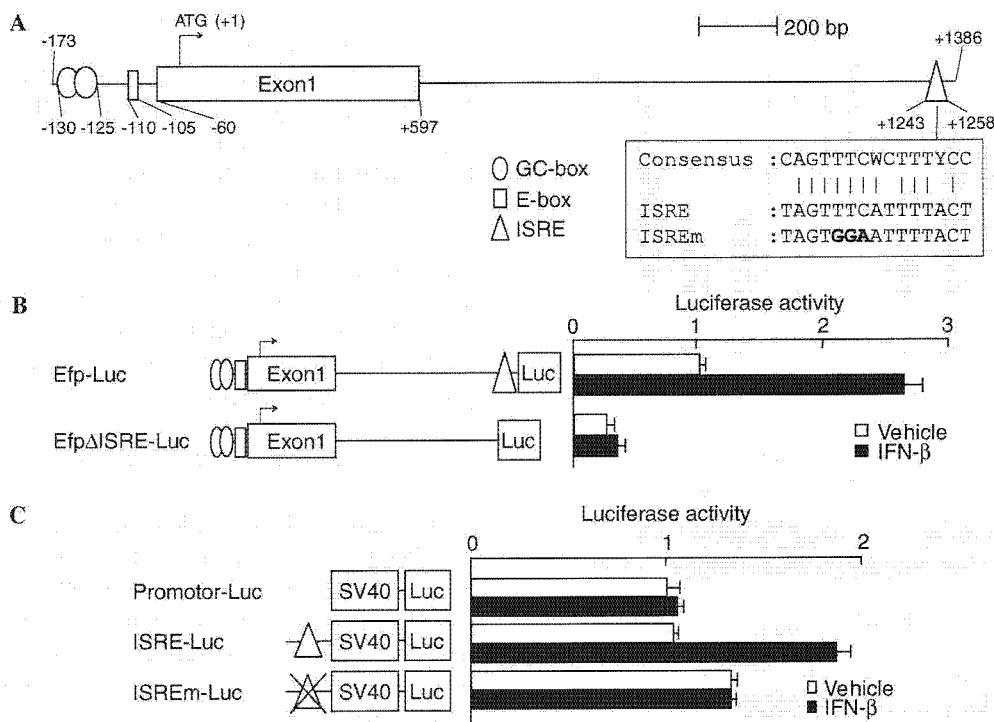 A
ATG (+1)
200 bp
-173
+1386
Exon1
-130 -125 -110 -105 -60 +597
+1243 +1258
GC-box
E-box
ISRE
Consensus :CAGTTTCWCTTTYCC
ISRE :TAGTTTCATTTTACT
ISREm :TAGTGGAATTTTACT
B
Luciferase activity
0 1 2 3
Efp-Luc
Exon1
Luc
EfpΔISRE-Luc
Exon1
Luc
Vehicle
IFN-β
C
Luciferase activity
0 1 2
Promotor-Luc
SV40 Luc
ISRE-Luc
SV40 Luc
ISREm-Luc
SV40 Luc
Vehicle
IFN-β